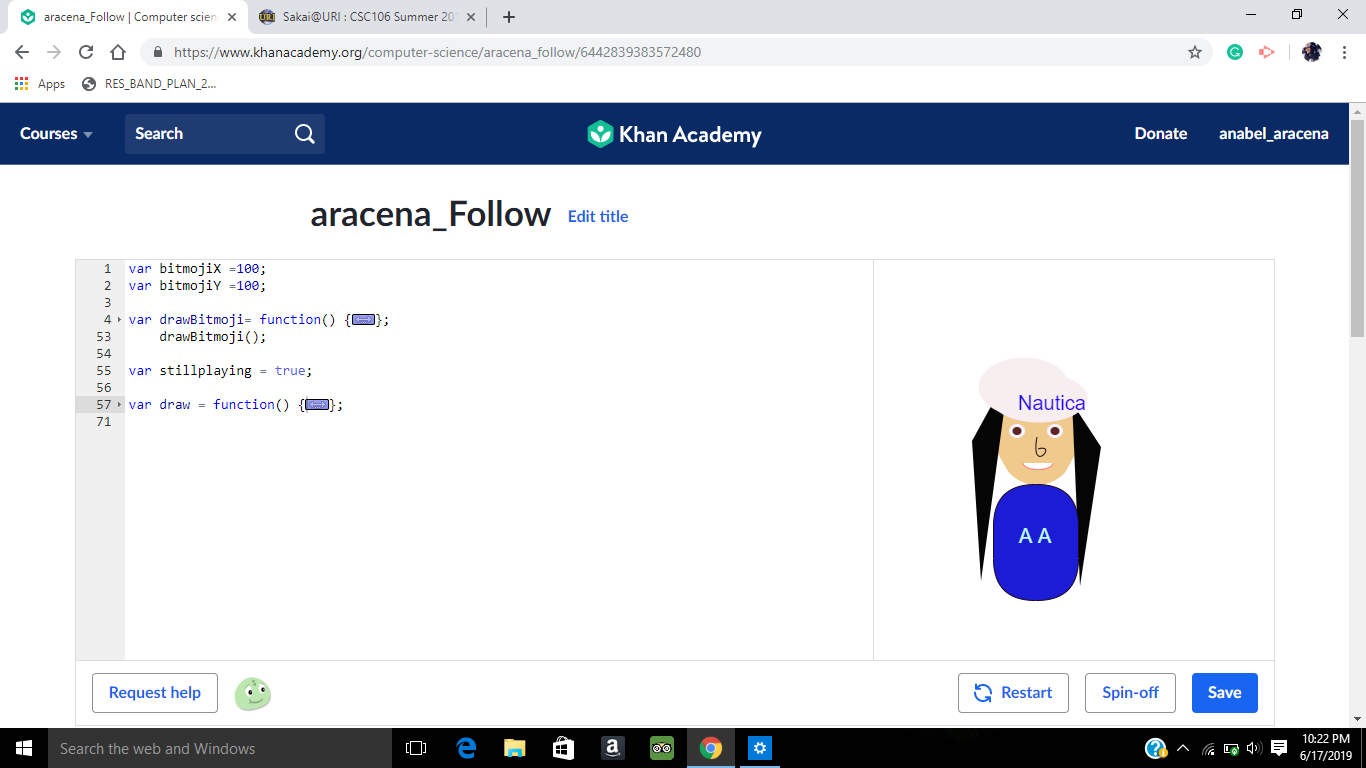 aracena_Follow | Computer scien
Sakai@URI : CSC106 Summer 20
https://www.khanacademy.org/computer-science/aracena_follow/6442839383572480
Apps
RES_BAND_PLAN_2...
Courses
Search
Khan Academy
Donate
anabel_aracena
aracena_Follow
Edit title
1 var bitmojiX =100;
2 var bitmojiY =100;
3
4 var drawBitmoji= function() {};
53 drawBitmoji();
54
55 var stillplaying = true;
56
57 var draw = function() {};
71
Nautica
A A
Request help
Restart
Spin-off
Save
Search the web and Windows
10:22 PM
6/17/2019